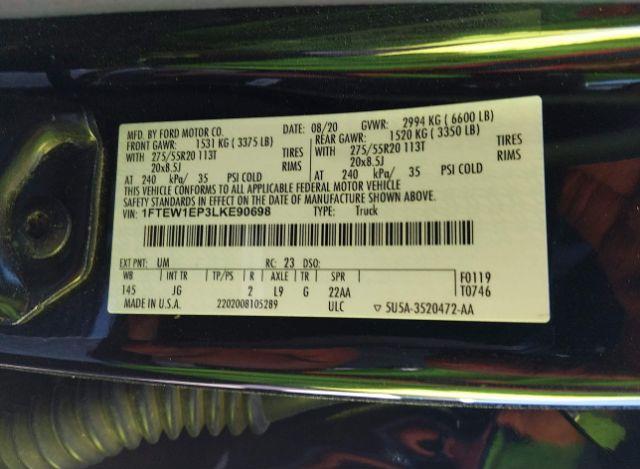 MFD. BY FORD MOTOR CO. DATE: 08/20 GVWR: 2994 KG ( 6600 LB)
FRONT GAWR: 1531 KG ( 3375 LB) REAR GAWR: 1520 KG ( 3350 LB)
WITH 275/55R20 113T TIRES WITH 275/55R20 113T TIRES
20x8.5J RIMS 20x8.5J RIMS
AT 240 kPa/ 35 PSI COLD AT 240 kPa/ 35 PSI COLD
THIS VEHICLE CONFORMS TO ALL APPLICABLE FEDERAL MOTOR VEHICLE
SAFETY STANDARDS IN EFFECT ON THE DATE OF MANUFACTURE SHOWN ABOVE.
VIN: 1FTEW1EP3LKE90698 TYPE: Truck
EXT PNT: UM RC: 23 DSO:
WB INT TR TP/PS R AXLE TR SPR F0119
145 JG 2 L9 G 22AA T0746
MADE IN U.S.A. 2202008105289 ULC ▽ 5U5A-3520472-AA